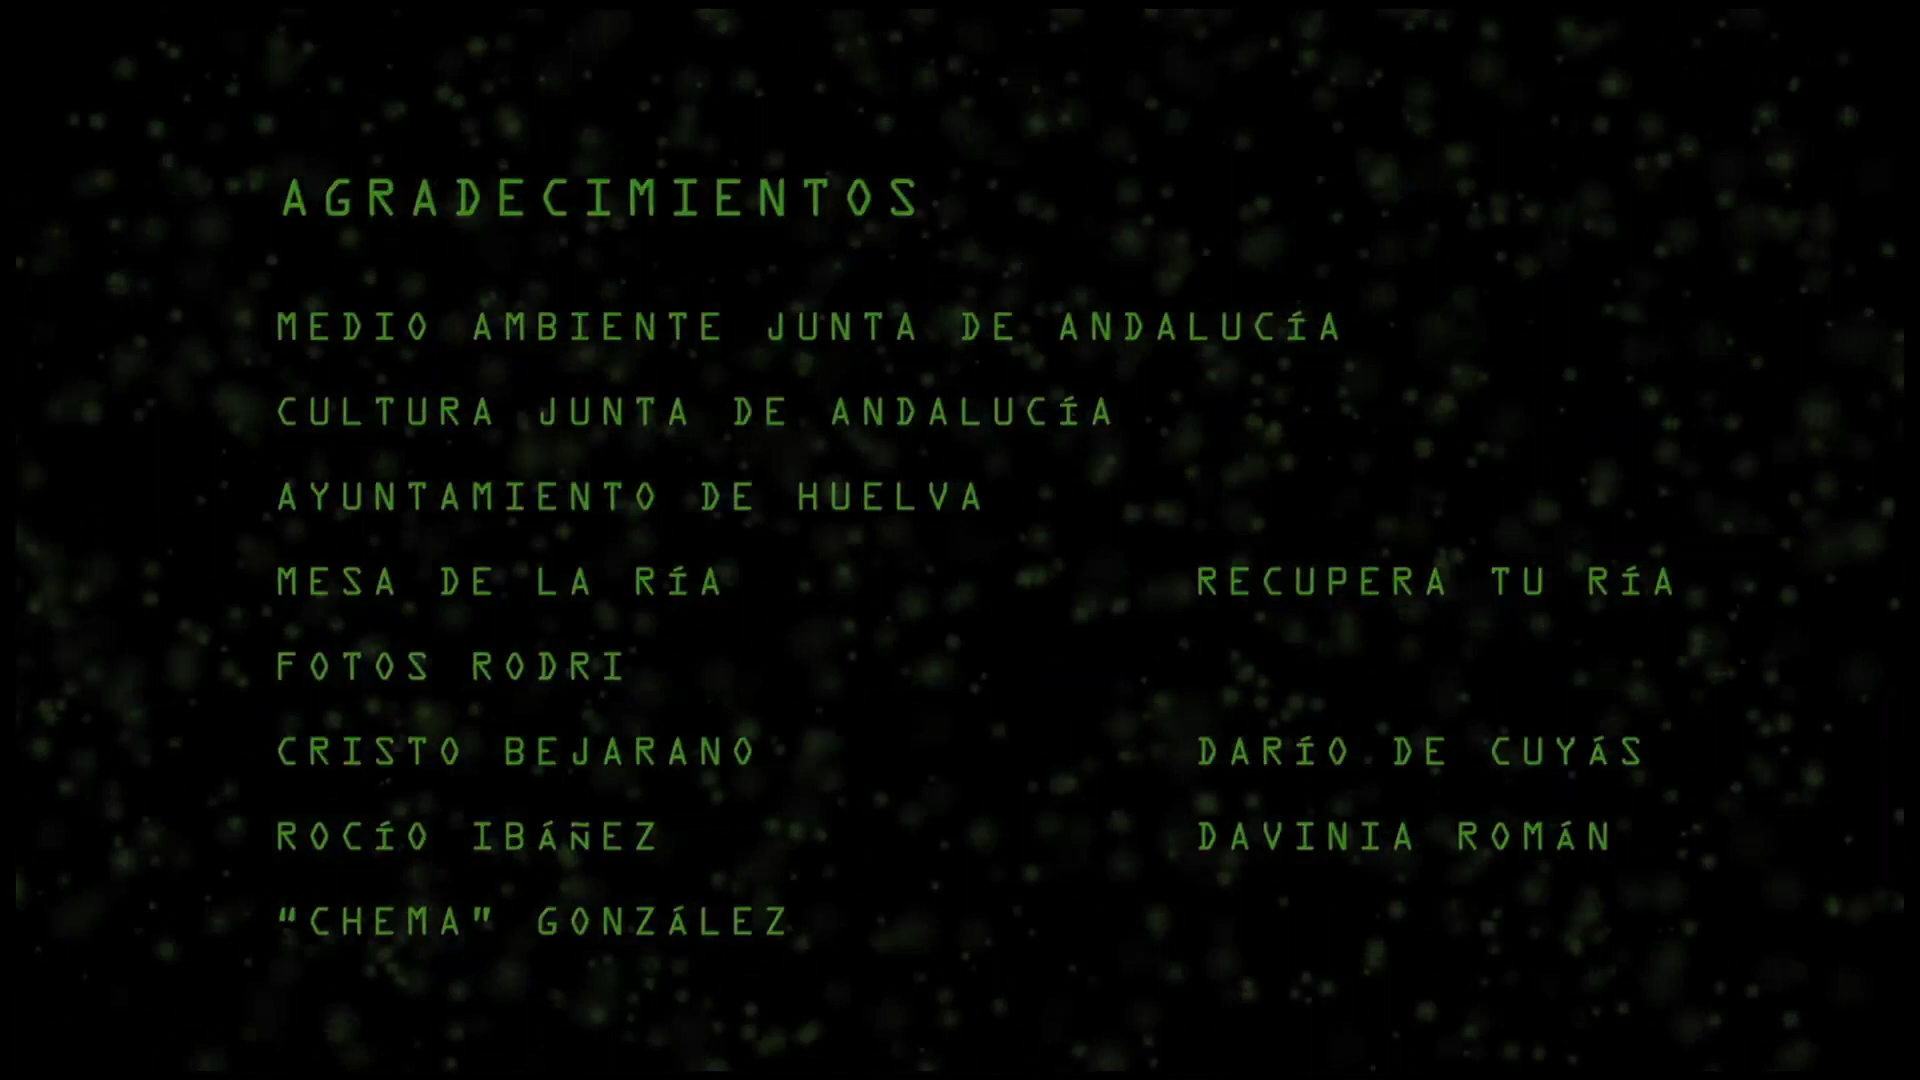 AGRADECIMIENTOS
MEDIO AMBIENTE JUNTA DE ANDALUCÍA
CULTURA JUNTA DE ANDALUCÍA
AYUNTAMIENTO DE HUELVA
MESA DE LA RÍA RECUPERA TU RÍA
FOTOS RODRI
CRISTO BEJARANO DARÍO DE CUYÁS
ROCÍO IBÁÑEZ DAVINIA ROMÁN
“CHEMA” GONZÁLEZ